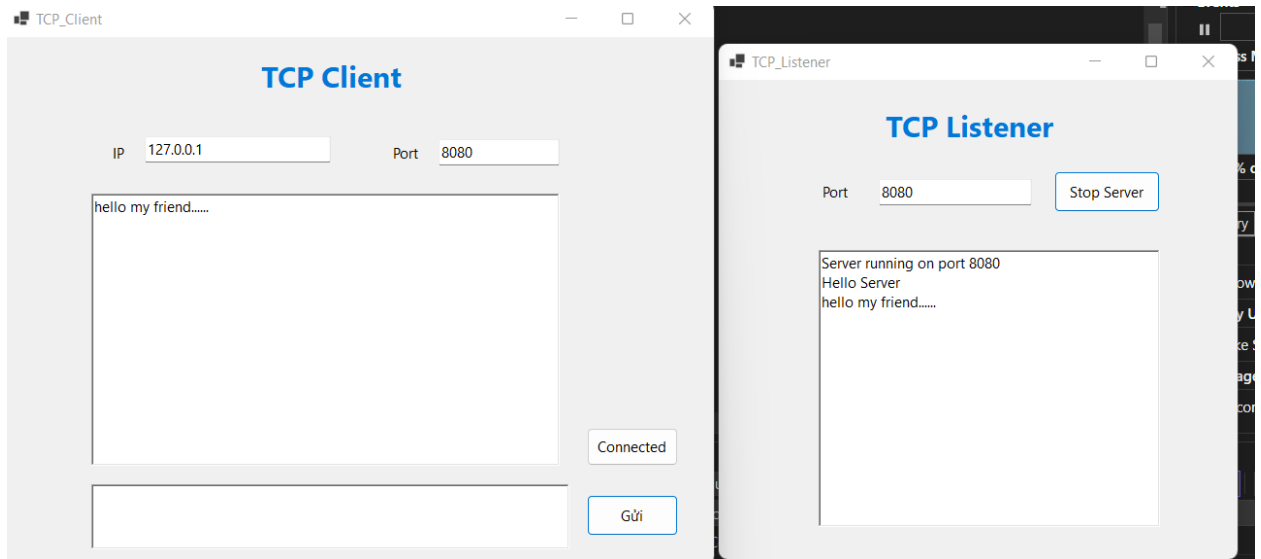 TCP_Client
TCP Client
IP 127.0.0.1 Port 8080
hello my friend......
Connected
Gửi
TCP_Listener
TCP Listener
Port 8080 Stop Server
Server running on port 8080
Hello Server
hello my friend......